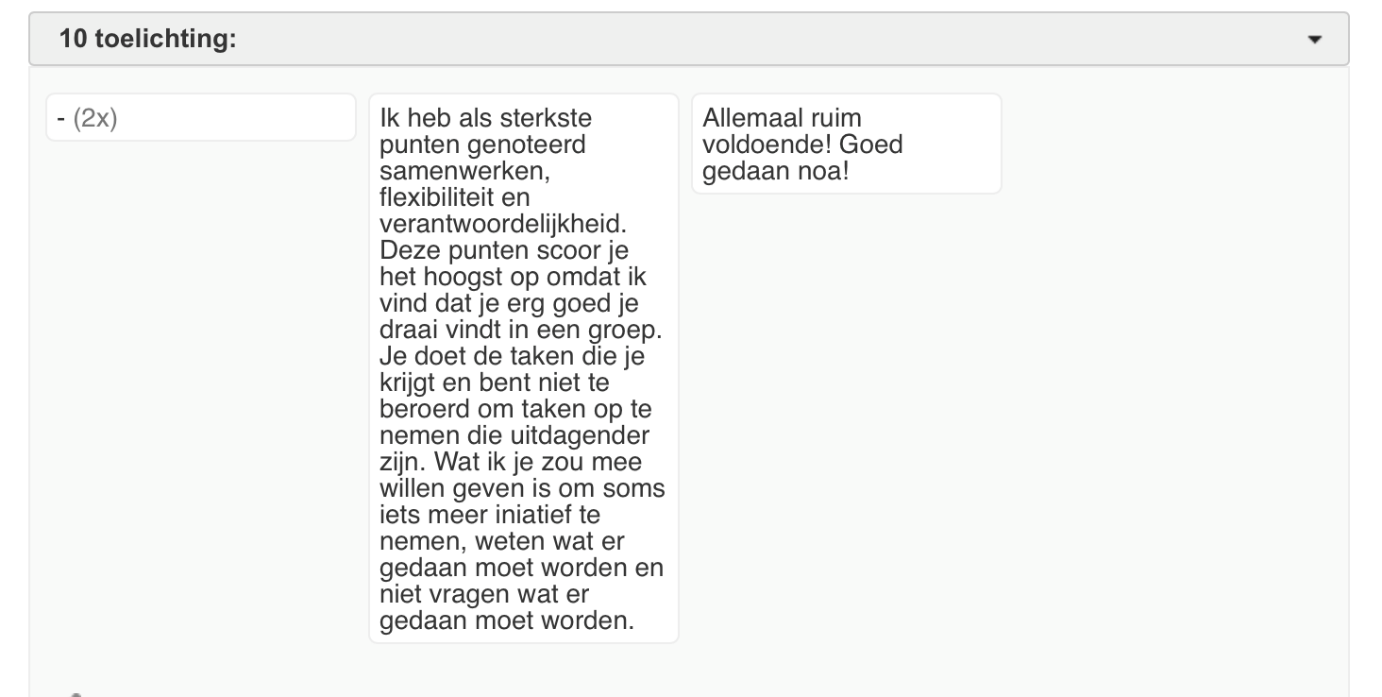 10 toelichting:
- (2x)
Ik heb als sterkste
punten genoteerd
samenwerken,
flexibiliteit en
verantwoordelijkheid.
Deze punten scoor je
het hoogst op omdat ik
vind dat je erg goed je
draai vindt in een groep.
Je doet de taken die je
krijgt en bent niet te
beroerd om taken op te
nemen die uitdagender
zijn. Wat ik je zou mee
willen geven is om soms
iets meer iniatief te
nemen, weten wat er
gedaan moet worden en
niet vragen wat er
gedaan moet worden.
Allemaal ruim
voldoende! Goed
gedaan noa!